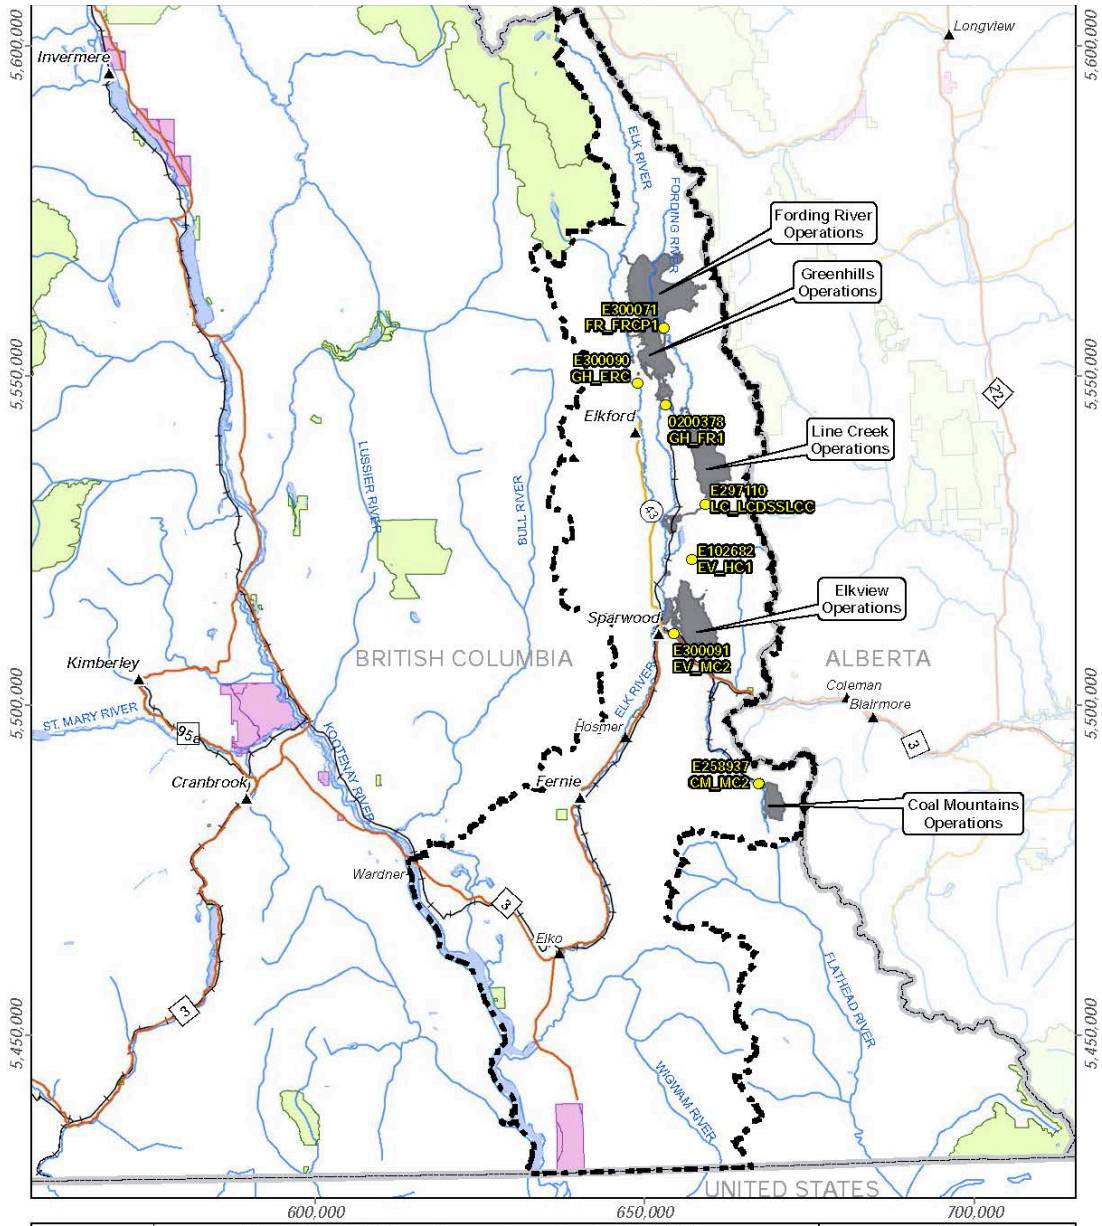 Longview
5,600,000
5,600,000
Invermere
ELK RIVER
FORDING RIVER
Fording River
Operations
Greenhills
Operations
E300071
FR_FRCP1
E300090
GH_ERC
5,550,000
5,550,000
22
Elkford
0200378
GH_FR1
Line Creek
Operations
LUSSIER RIVER
BULL RIVER
E297110
LC_LCDSSLCC
43
E102682
EV_HC1
Elkview
Operations
Sparwood
E300091
EV_MC2
BRITISH COLUMBIA
ALBERTA
Kimberley
ELK RIVER
Coleman
Blairmore
5,500,000
5,500,000
ST. MARY RIVER
95a
Hosmer
3
KOOTENAY RIVER
E258937
CM_MC2
Cranbrook
Fernie
Coal Mountains
Operations
Wardner
3
Elko
FLATHEAD RIVER
3
5,450,000
5,450,000
WIGWAM RIVER
UNITED STATES
600,000
650,000
700,000